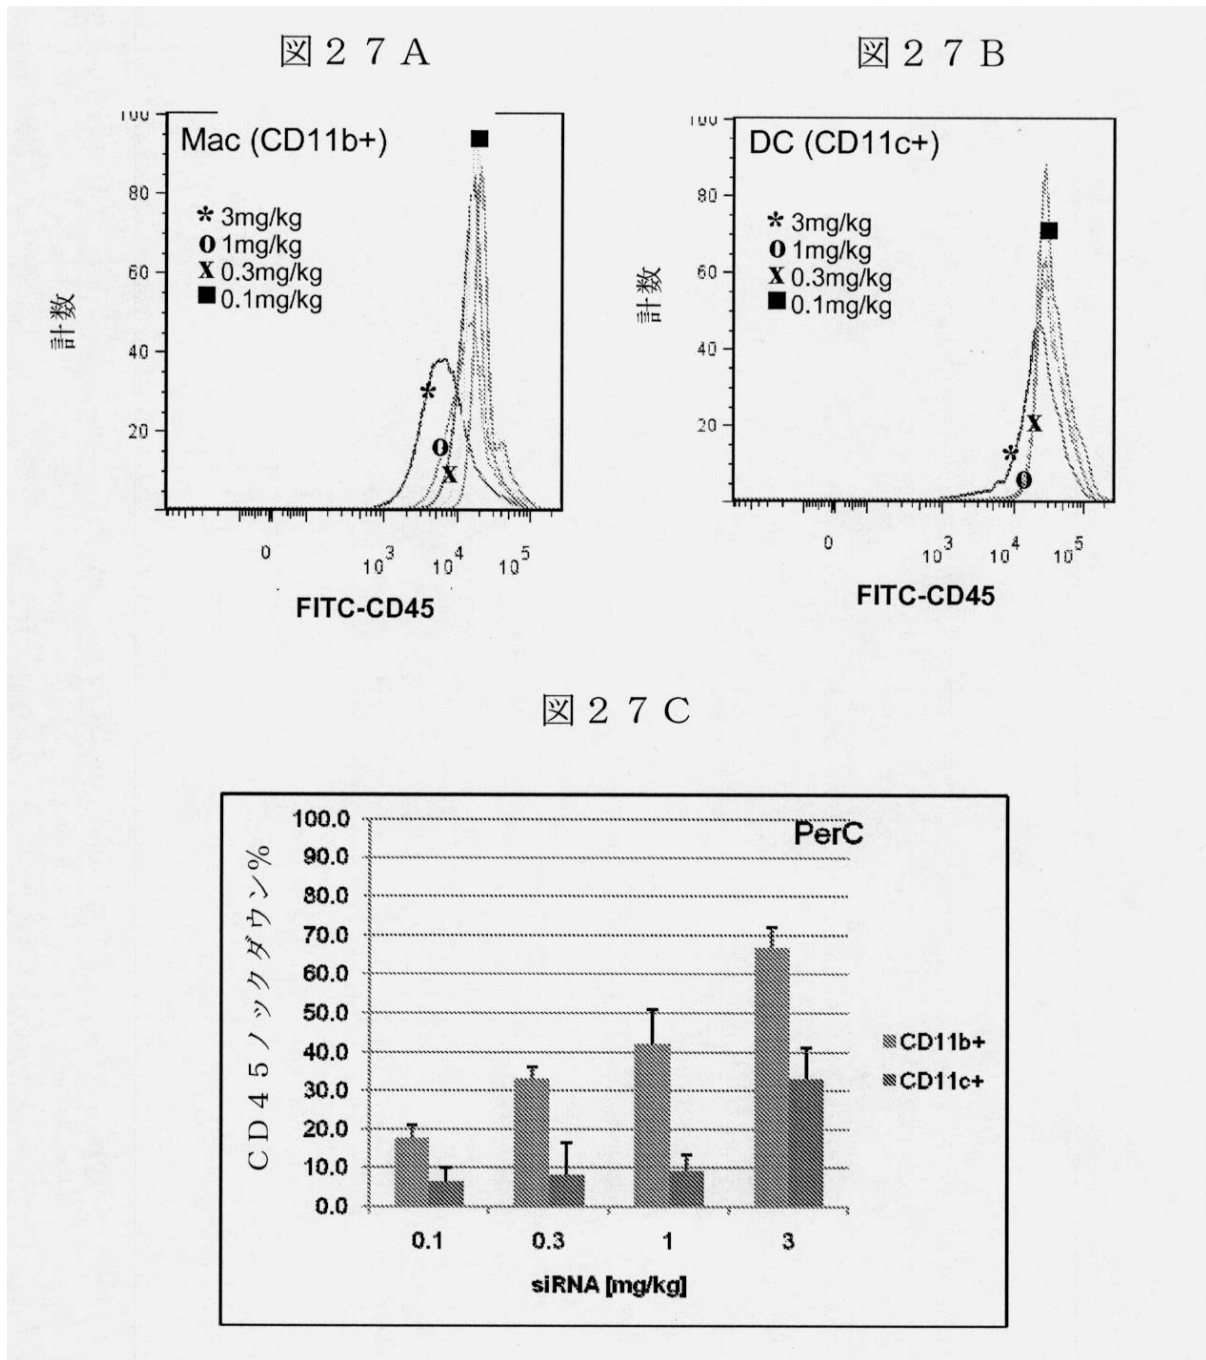 図２７A
Mac (CD11b+)
* 3mg/kg
o 1mg/kg
x 0.3mg/kg
■ 0.1mg/kg
100
80
60
40
20
計数
0
10^3
10^4
10^5
FITC-CD45
図２７B
DC (CD11c+)
* 3mg/kg
o 1mg/kg
x 0.3mg/kg
■ 0.1mg/kg
100
80
60
40
20
計数
0
10^3
10^4
10^5
FITC-CD45
図２７C
PerC
CD45ノックダウン%
100.0
90.0
80.0
70.0
60.0
50.0
40.0
30.0
20.0
10.0
0.0
0.1
0.3
1
3
siRNA [mg/kg]
CD11b+
CD11c+